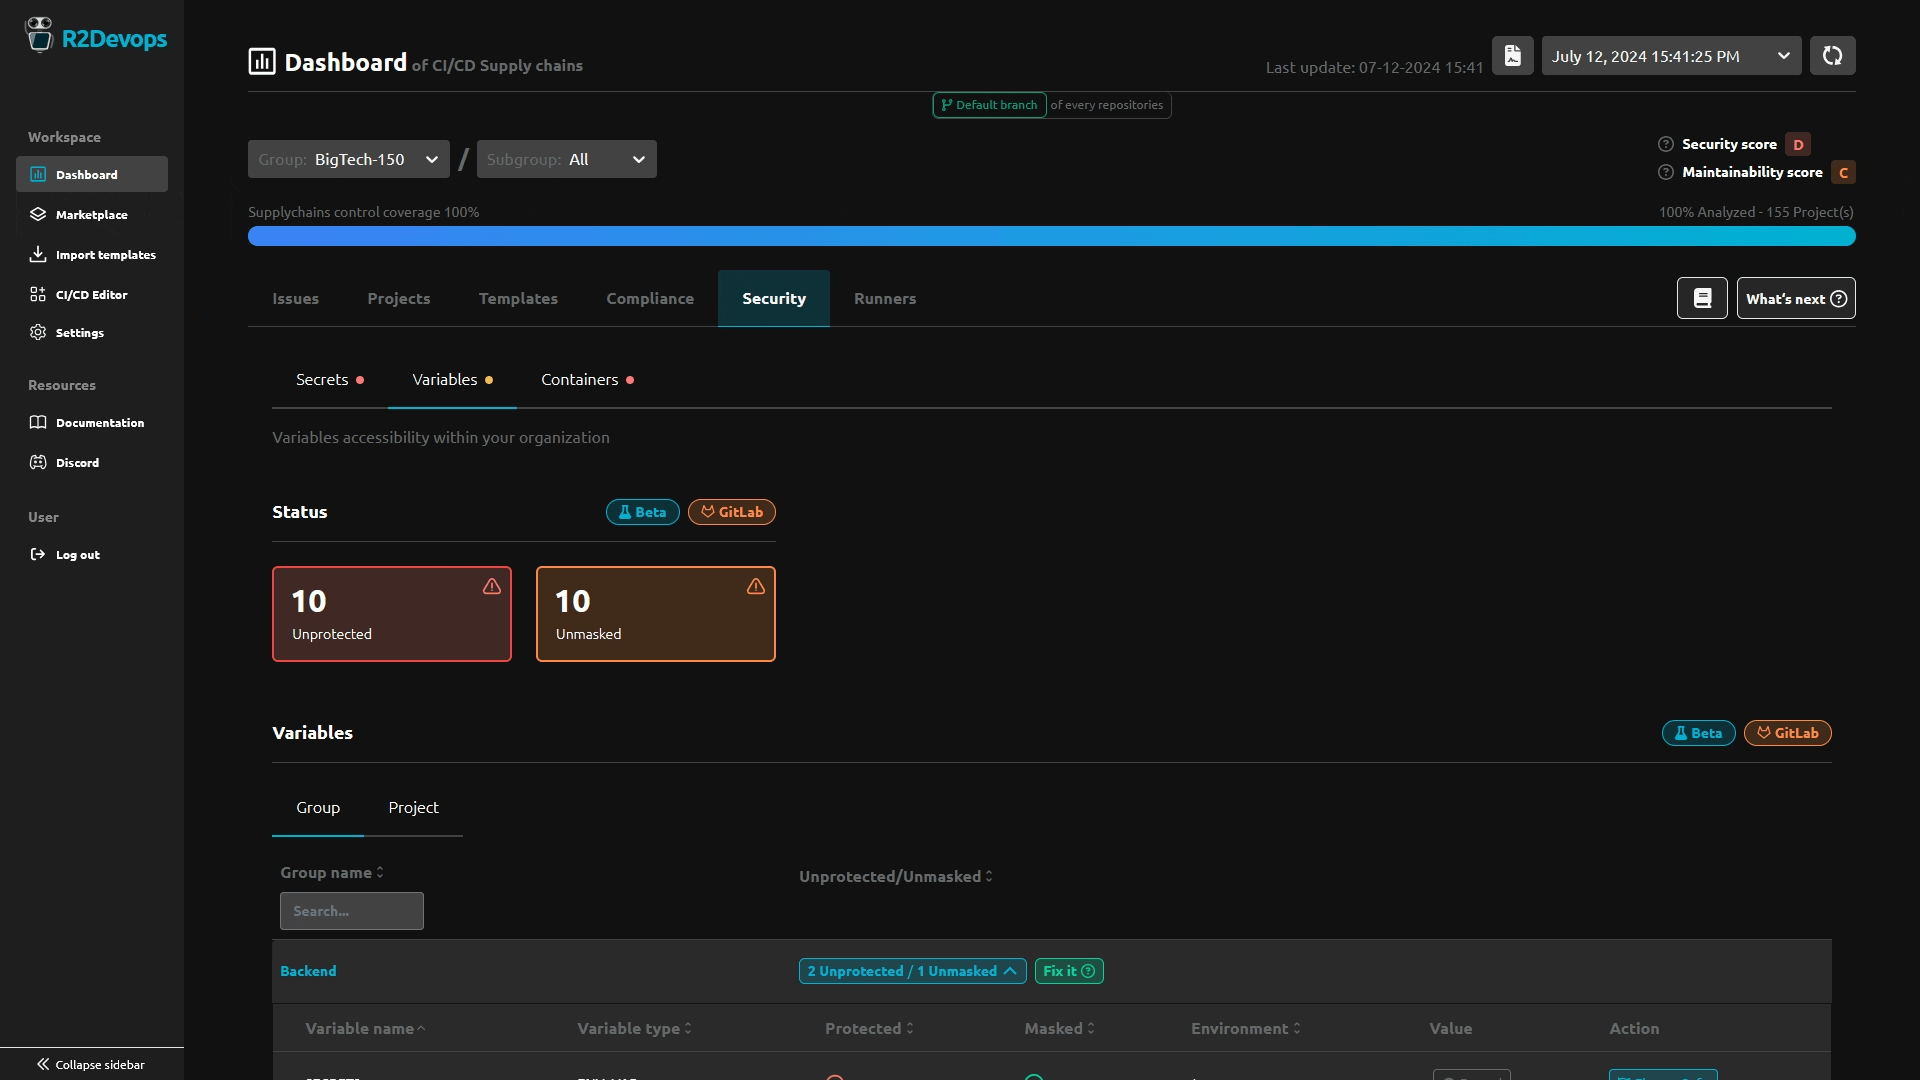 R2Devops
Workspace
Dashboard
Marketplace
Import templates
CI/CD Editor
Settings
Resources
Documentation
Discord
User
Log out
Collapse sidebar
Dashboard of CI/CD Supply chains
Last update: 07-12-2024 15:41
July 12, 2024 15:41:25 PM
Default branch of every repositories
Group: BigTech-150 / Subgroup: All
Security score D
Maintainability score C
Supplychains control coverage 100%
100% Analyzed - 155 Project(s)
Issues Projects Templates Compliance Security Runners
What's next
Secrets Variables Containers
Variables accessibility within your organization
Status Beta GitLab
10
Unprotected
10
Unmasked
Variables Beta GitLab
Group Project
Group name Unprotected/Unmasked
Search...
Backend 2 Unprotected / 1 Unmasked Fix it
Variable name Variable type Protected Masked Environment Value Action